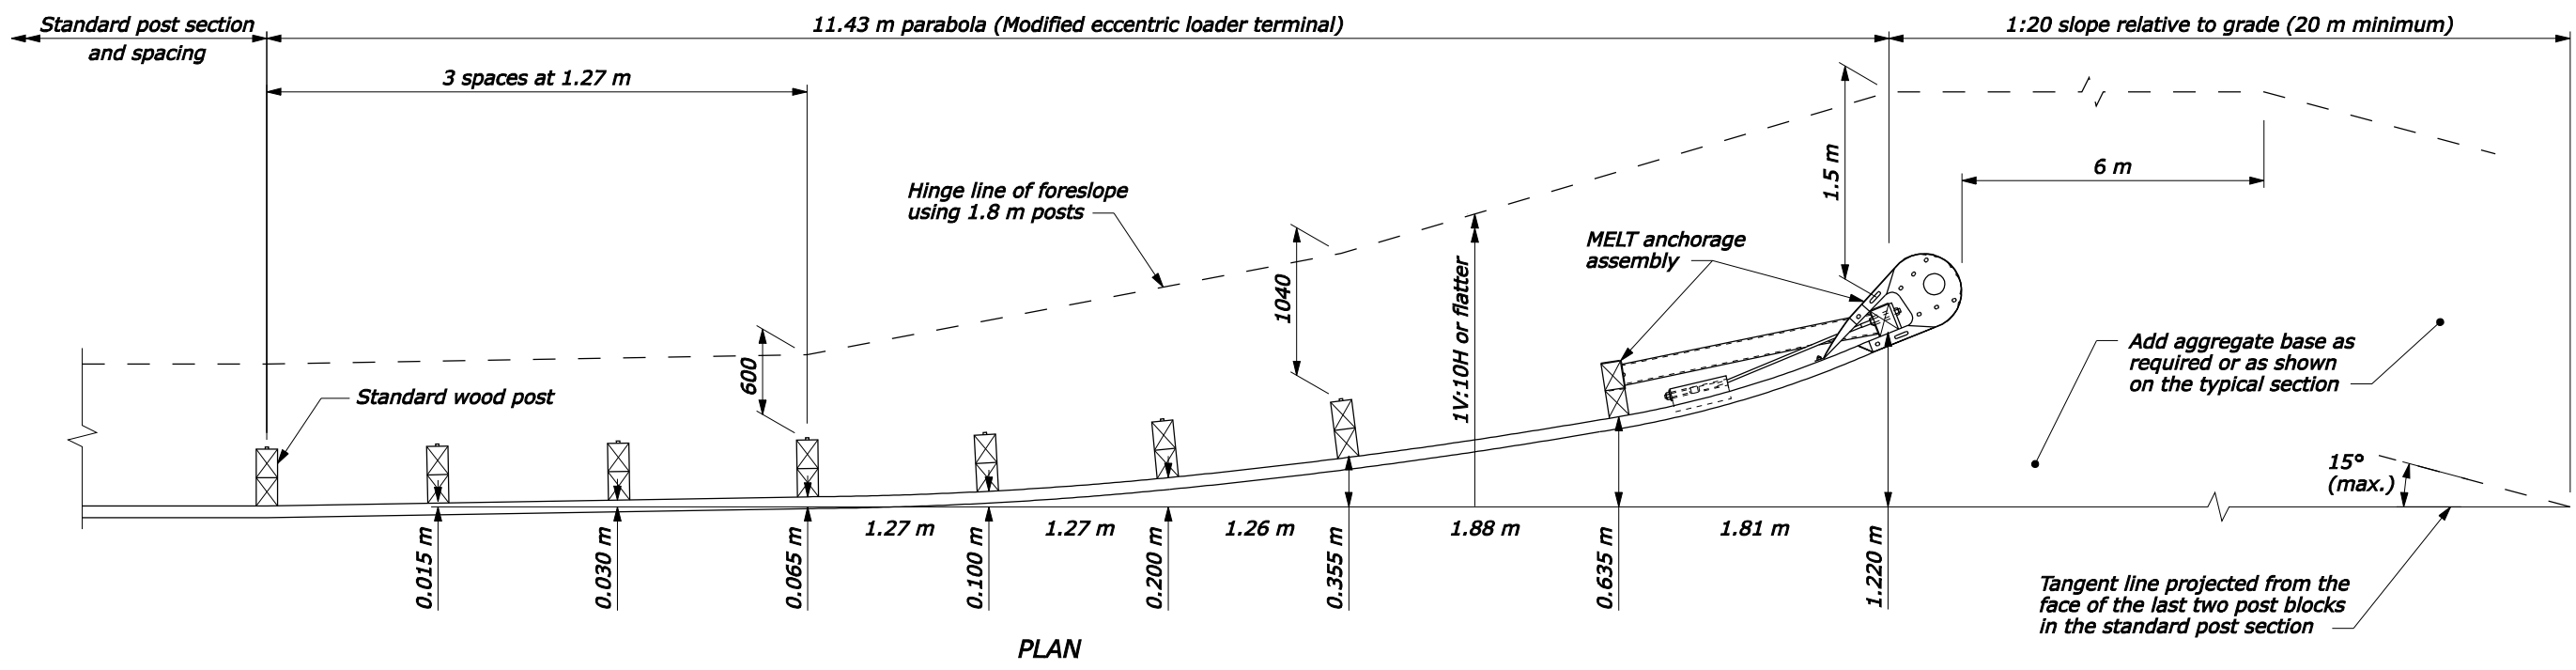 Standard post section
and spacing
11.43 m parabola (Modified eccentric loader terminal)
1:20 slope relative to grade (20 m minimum)
3 spaces at 1.27 m
1.5 m
6 m
Hinge line of foreslope
using 1.8 m posts
MELT anchorage
assembly
1040
1V:10H or flatter
600
Standard wood post
Add aggregate base as
required or as shown
on the typical section
15°
(max.)
1.27 m
1.27 m
1.26 m
1.88 m
1.81 m
0.015 m
0.030 m
0.065 m
0.100 m
0.200 m
0.355 m
0.635 m
1.220 m
Tangent line projected from the
face of the last two post blocks
in the standard post section
PLAN